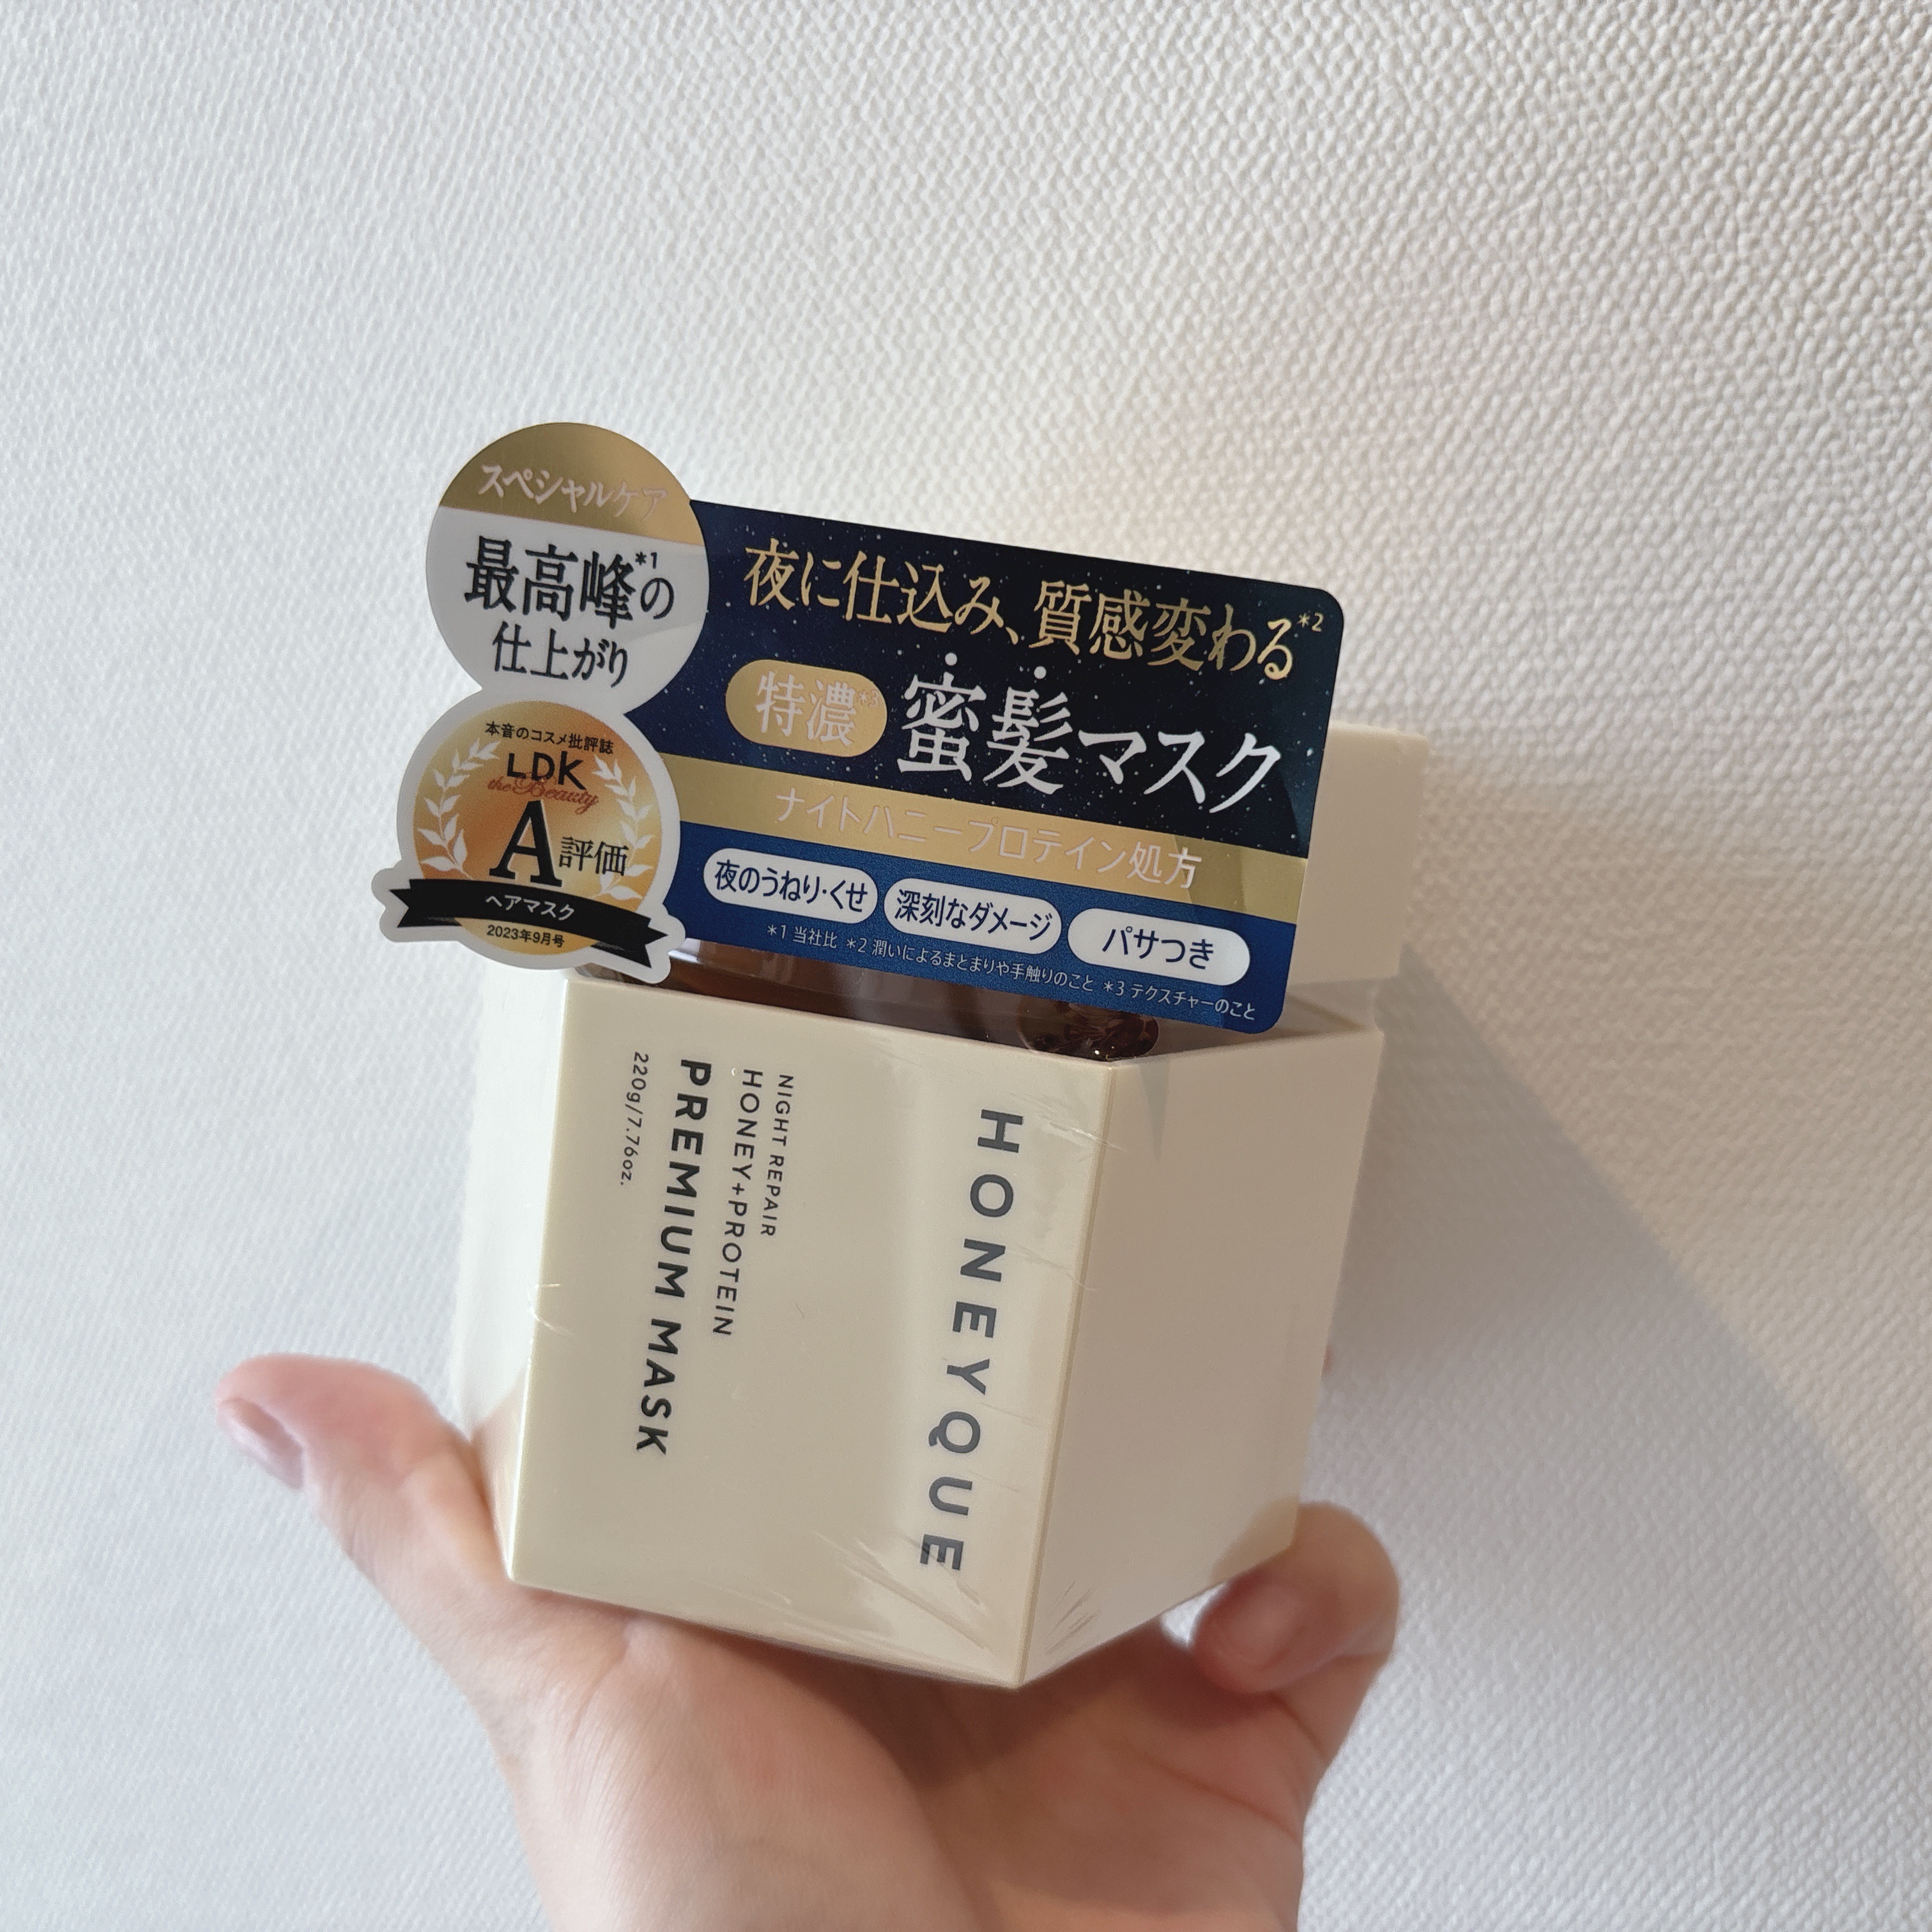 スペシャルケア
最高峰*1の
仕上がり
本音のコスメ批評誌
LDK
the Beauty
A評価
ヘアマスク
2023年9月号
夜に仕込み、質感変わる*2
特濃*3 蜜髪マスク
ナイトハニープロテイン処方
夜のうねり・くせ 深刻なダメージ パサつき
*1 当社比 *2 潤いによるまとまりや手触りのこと *3 テクスチャーのこと
HONEYQUE
NIGHT REPAIR
HONEY+PROTEIN
PREMIUM MASK
220g/7.76oz.